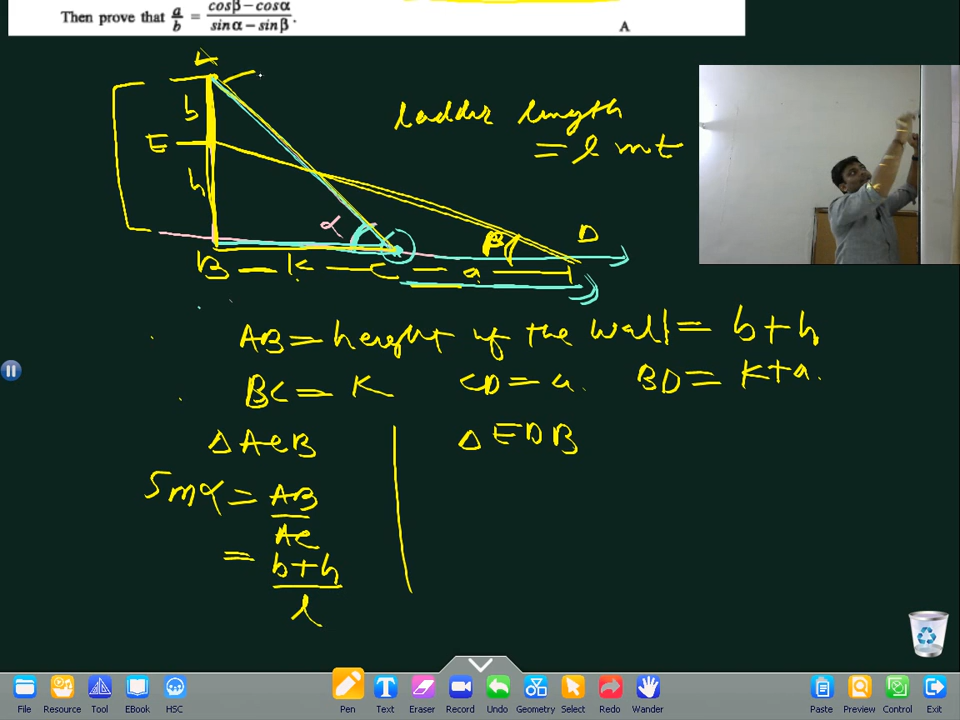 Then prove that a/b = cosβ − cosα / sinα − sinβ.
A
A
b
ladder length
= l mt
E
h
α
β
D
B — K — C — a —
AB = height of the wall = b + h
BC = K CD = a. BD = K + a.
Δ ACB Δ EDB
Sinα = AB / AC
= b + h / l
File Resource Tool EBook HSC Pen Text Eraser Record Undo Geometry Select Redo Wander Paste Preview Control Exit